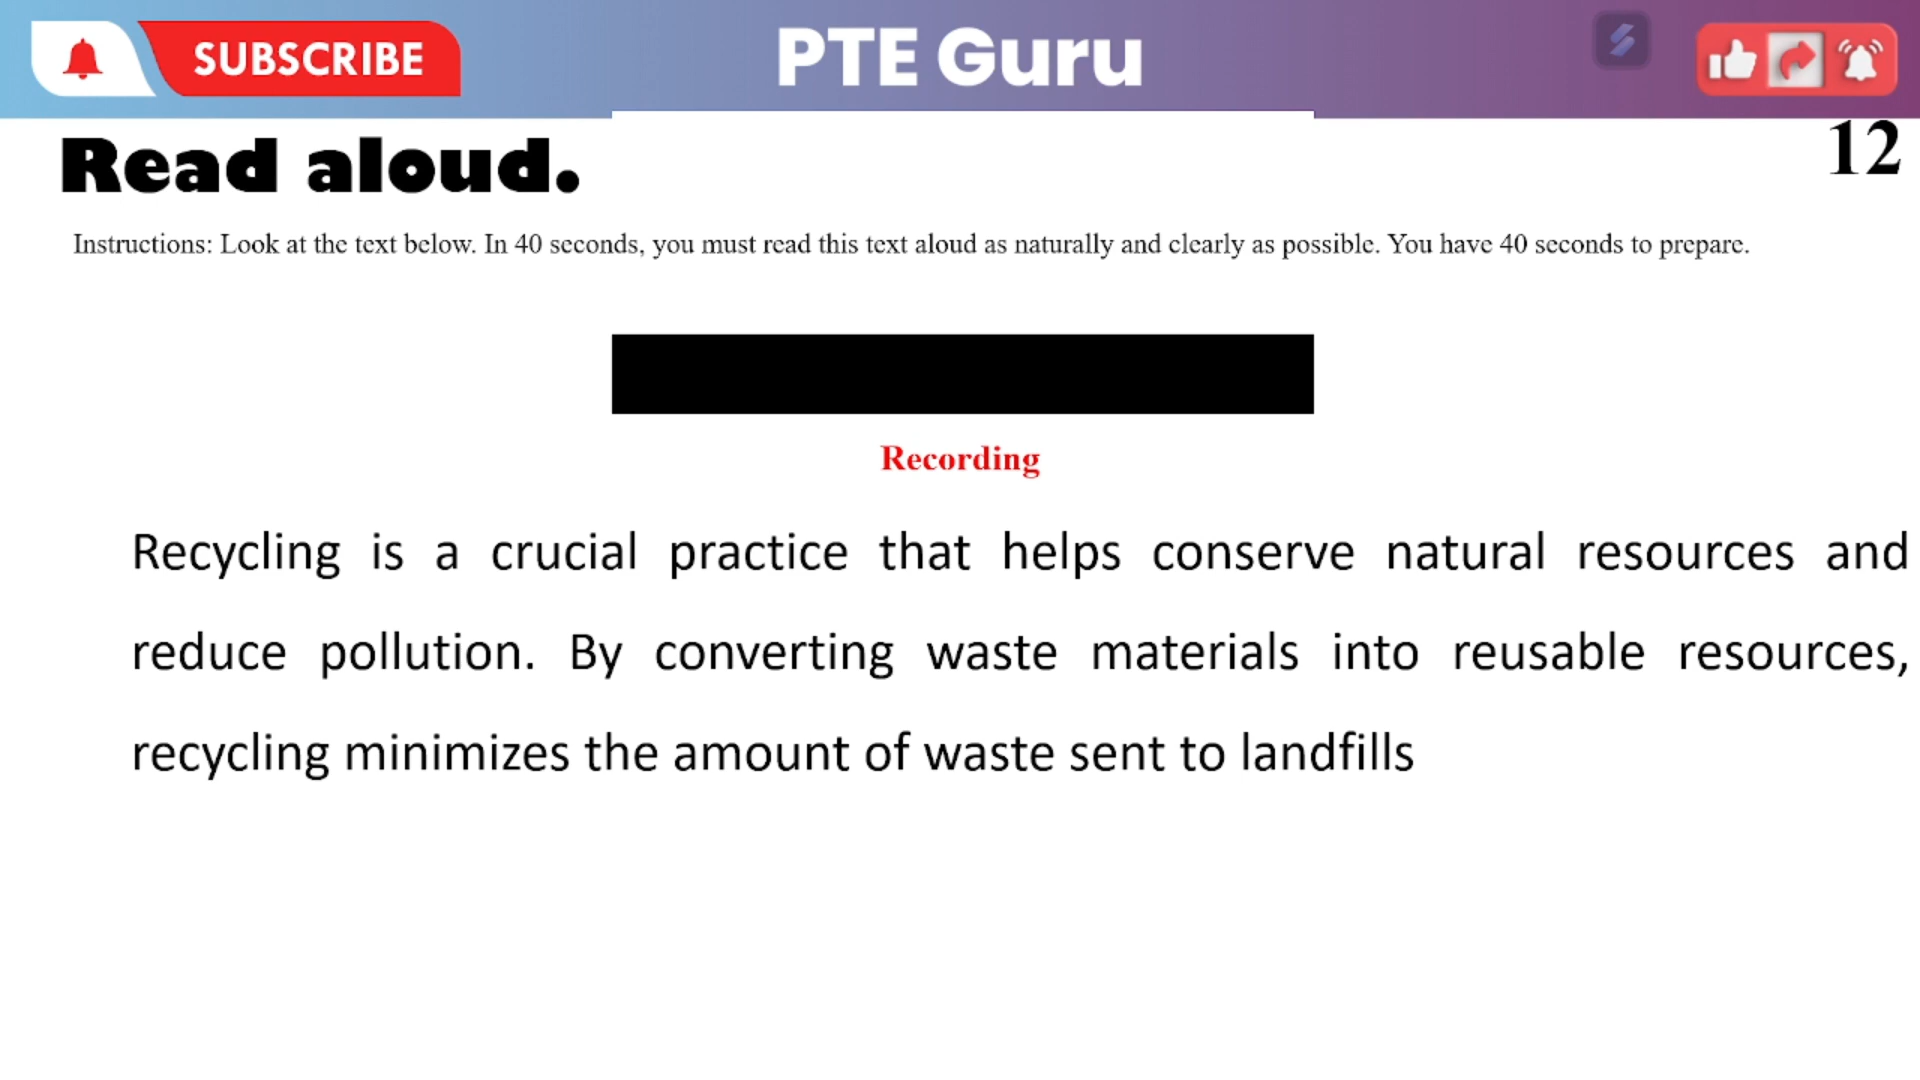 SUBSCRIBE
PTE Guru
Read aloud.
12
Instructions: Look at the text below. In 40 seconds, you must read this text aloud as naturally and clearly as possible. You have 40 seconds to prepare.
Recording
Recycling is a crucial practice that helps conserve natural resources and
reduce pollution. By converting waste materials into reusable resources,
recycling minimizes the amount of waste sent to landfills